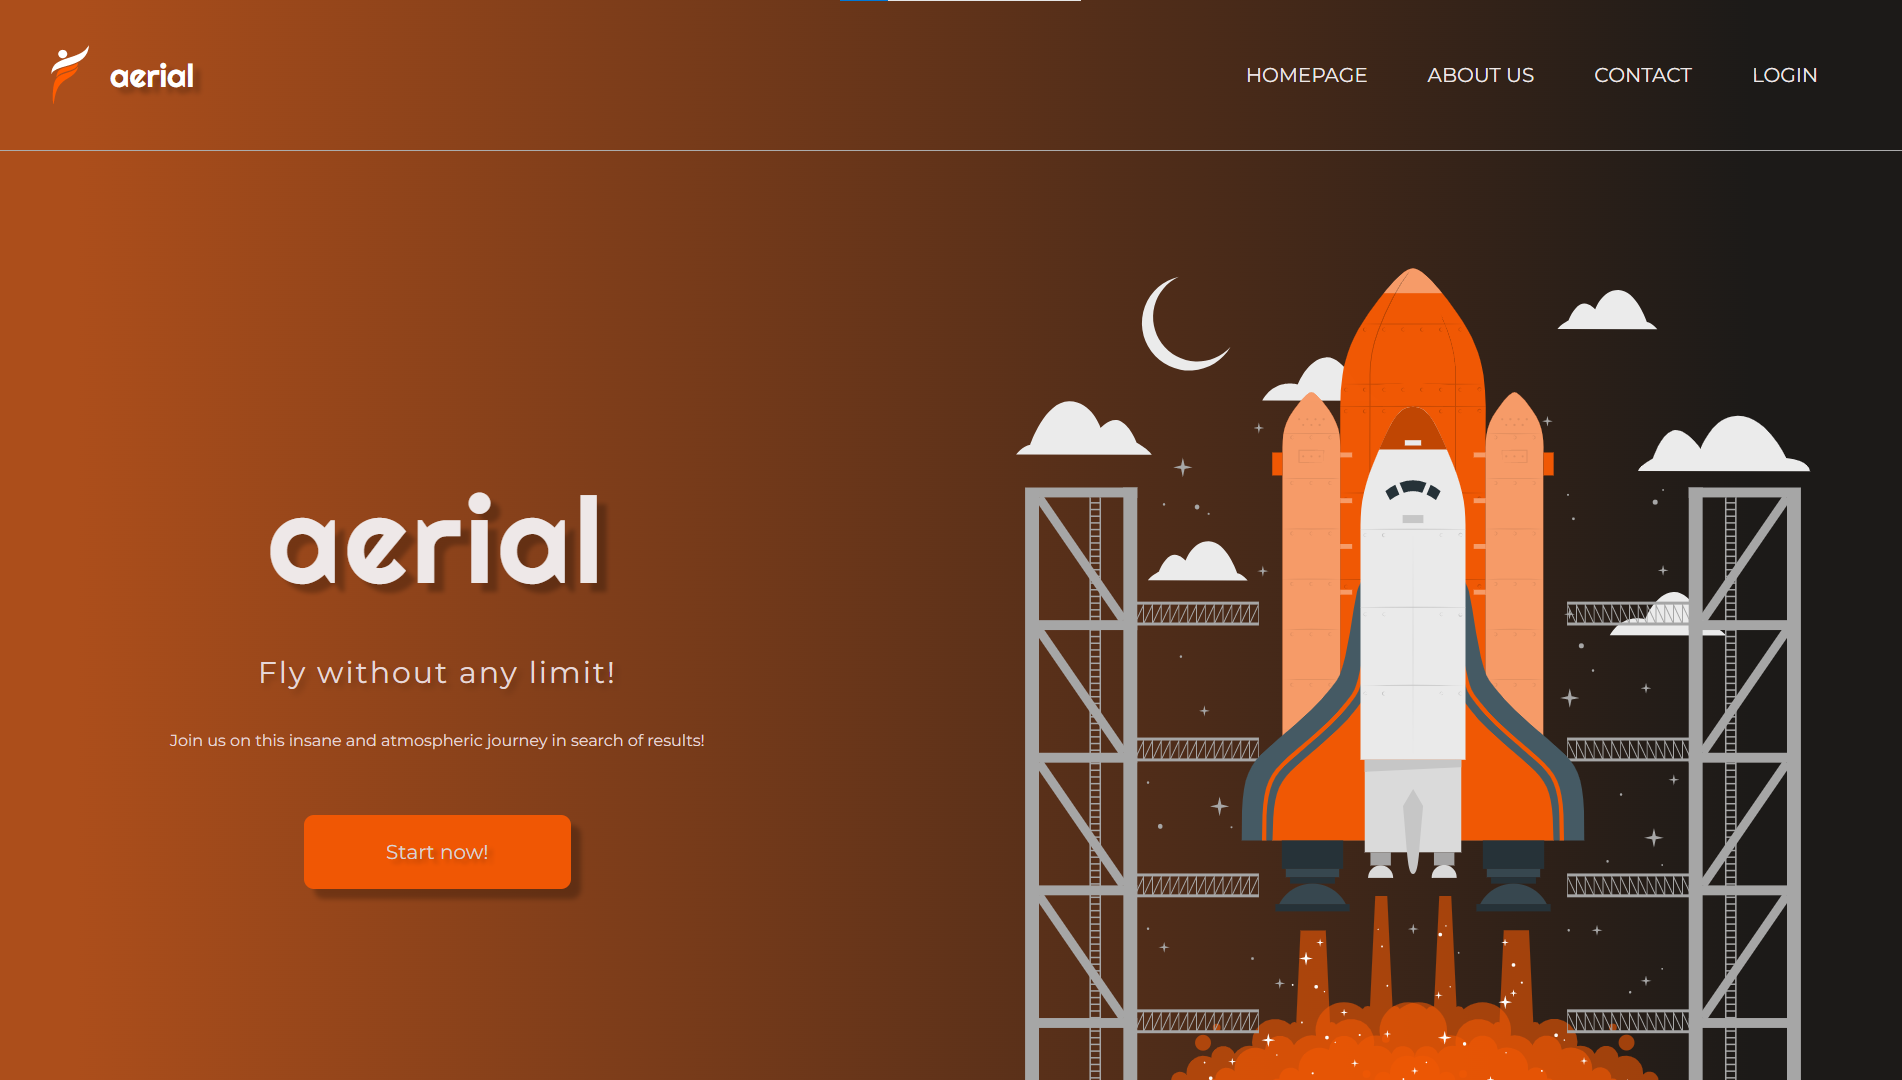 aerial
HOMEPAGE
ABOUT US
CONTACT
LOGIN
aerial
Fly without any limit!
Join us on this insane and atmospheric journey in search of results!
Start now!